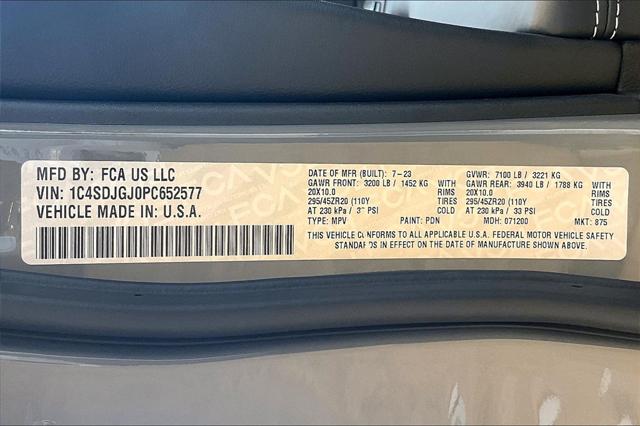 MFD BY: FCA US LLC
VIN: 1C4SDJGJ0PC652577
VEHICLE MADE IN: U.S.A.
DATE OF MFR (BUILT): 7-23
GAWR FRONT: 3200 LB / 1452 KG WITH
20X10.0 RIMS
295/45ZR20 (110Y TIRES
AT 230 kPa / 3 PSI COLD
TYPE: MPV PAINT: PDN
GVWR: 7100 LB / 3221 KG
GAWR REAR: 3940 LB / 1788 KG WITH
20X10.0 RIMS
295/45ZR20 (110Y TIRES
AT 230 kPa / 33 PSI COLD
MDH: 071200 MKT: 875
THIS VEHICLE CONFORMS TO ALL APPLICABLE U.S.A. FEDERAL MOTOR VEHICLE SAFETY
STANDARDS IN EFFECT ON THE DATE OF MANUFACTURE SHOWN ABOVE.